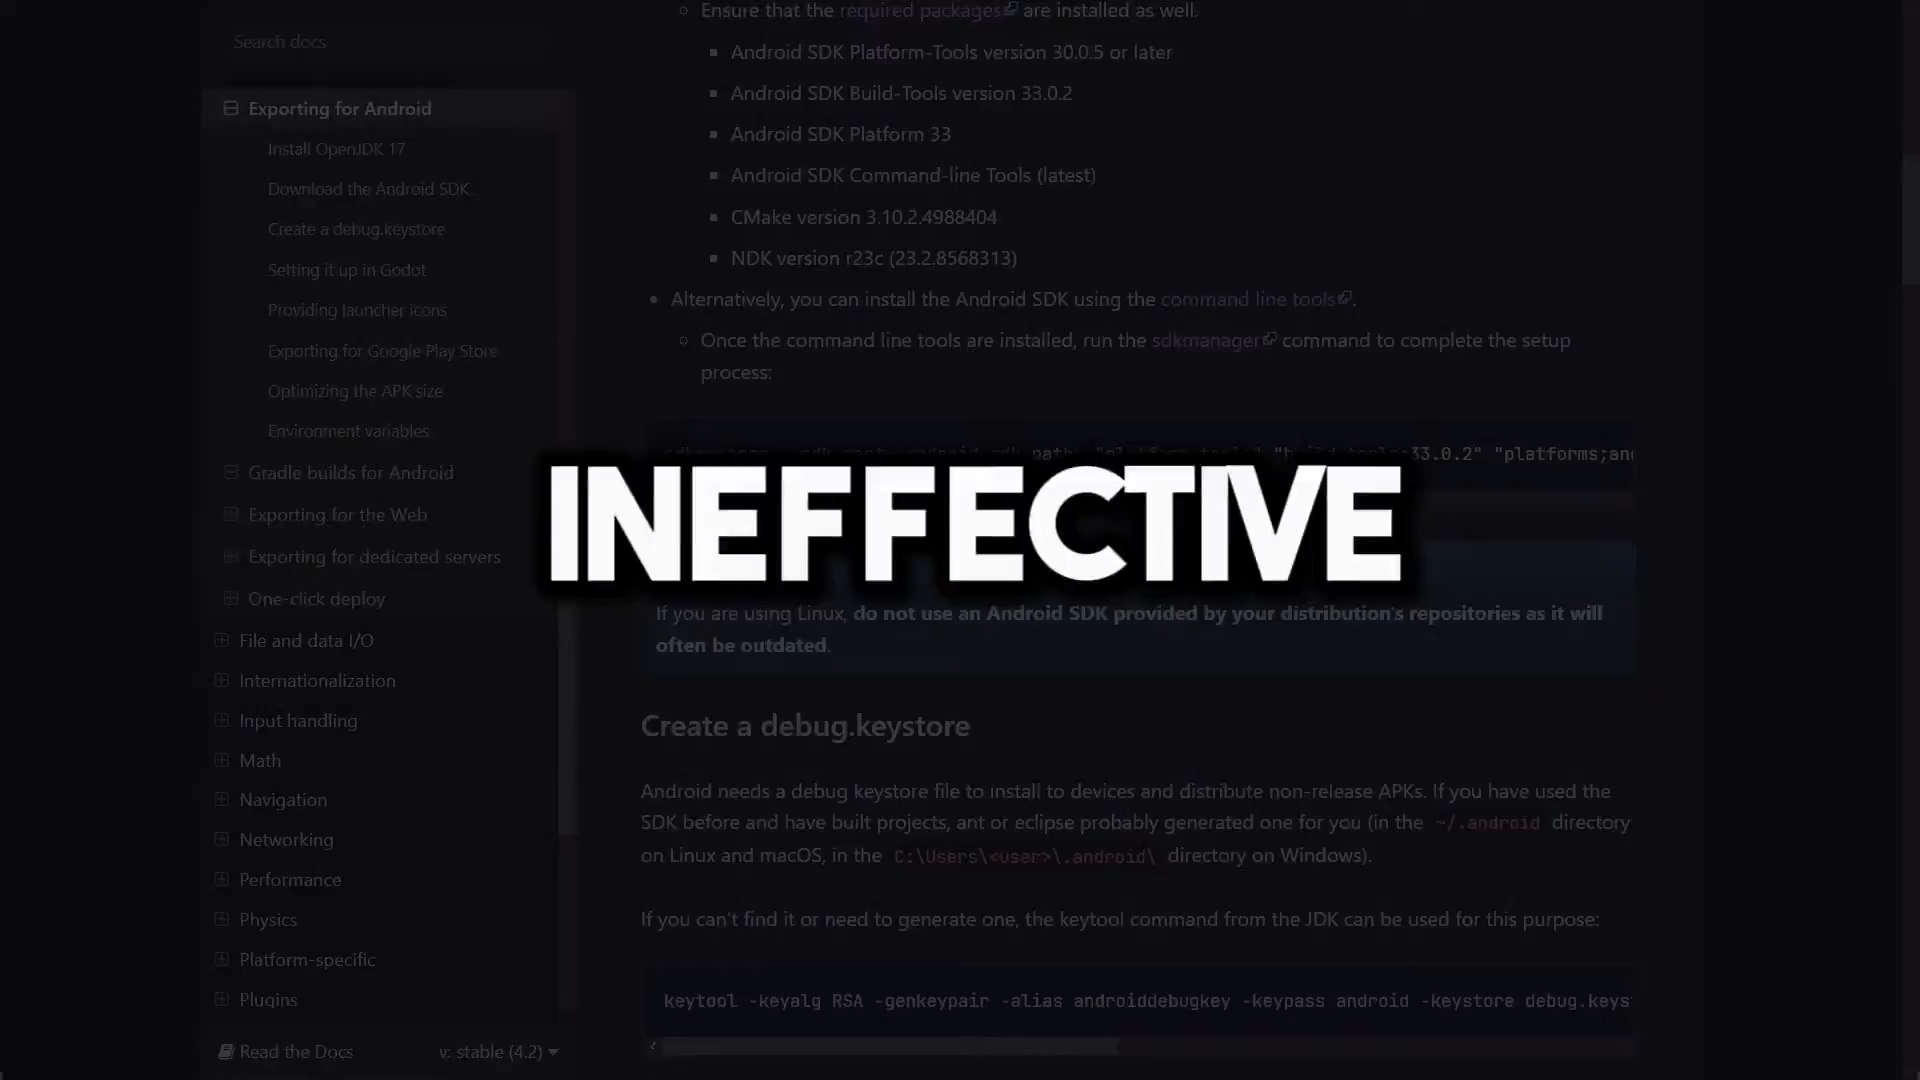 Search docs
Exporting for Android
Install OpenJDK 17
Download the Android SDK
Create a debug.keystore
Setting it up in Godot
Providing launcher icons
Exporting for Google Play Store
Optimizing the APK size
Environment variables
Gradle builds for Android
Exporting for the Web
Exporting for dedicated servers
One-click deploy
File and data I/O
Internationalization
Input handling
Math
Navigation
Networking
Performance
Physics
Platform-specific
Plugins
Read the Docs
v: stable (4.2)
Ensure that the required packages are installed as well.
Android SDK Platform-Tools version 30.0.5 or later
Android SDK Build-Tools version 33.0.2
Android SDK Platform 33
Android SDK Command-line Tools (latest)
CMake version 3.10.2.4988404
NDK version r23c (23.2.8568313)
Alternatively, you can install the Android SDK using the command line tools.
Once the command line tools are installed, run the sdkmanager command to complete the setup
process:
33.0.2" "platforms;and
INEFFECTIVE
If you are using Linux, do not use an Android SDK provided by your distribution's repositories as it will
often be outdated.
Create a debug.keystore
Android needs a debug keystore file to install to devices and distribute non-release APKs. If you have used the
SDK before and have built projects, ant or eclipse probably generated one for you (in the ~/.android directory
on Linux and macOS, in the C:\Users\<user>\.android\ directory on Windows).
If you can't find it or need to generate one, the keytool command from the JDK can be used for this purpose:
keytool -keyalg RSA -genkeypair -alias androiddebugkey -keypass android -keystore debug.keys